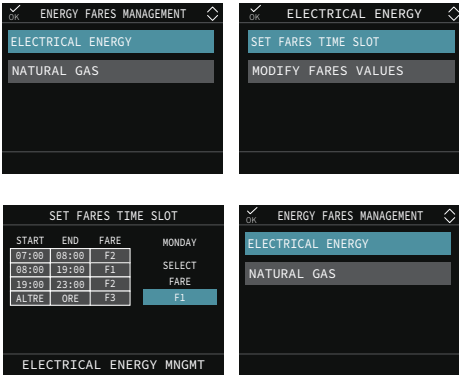 OK ENERGY FARES MANAGEMENT
ELECTRICAL ENERGY
NATURAL GAS
OK ELECTRICAL ENERGY
SET FARES TIME SLOT
MODIFY FARES VALUES
SET FARES TIME SLOT
START END FARE
07:00 08:00 F2
08:00 19:00 F1
19:00 23:00 F2
ALTRE ORE F3
MONDAY
SELECT
FARE
F1
ELECTRICAL ENERGY MNGMT
OK ENERGY FARES MANAGEMENT
ELECTRICAL ENERGY
NATURAL GAS